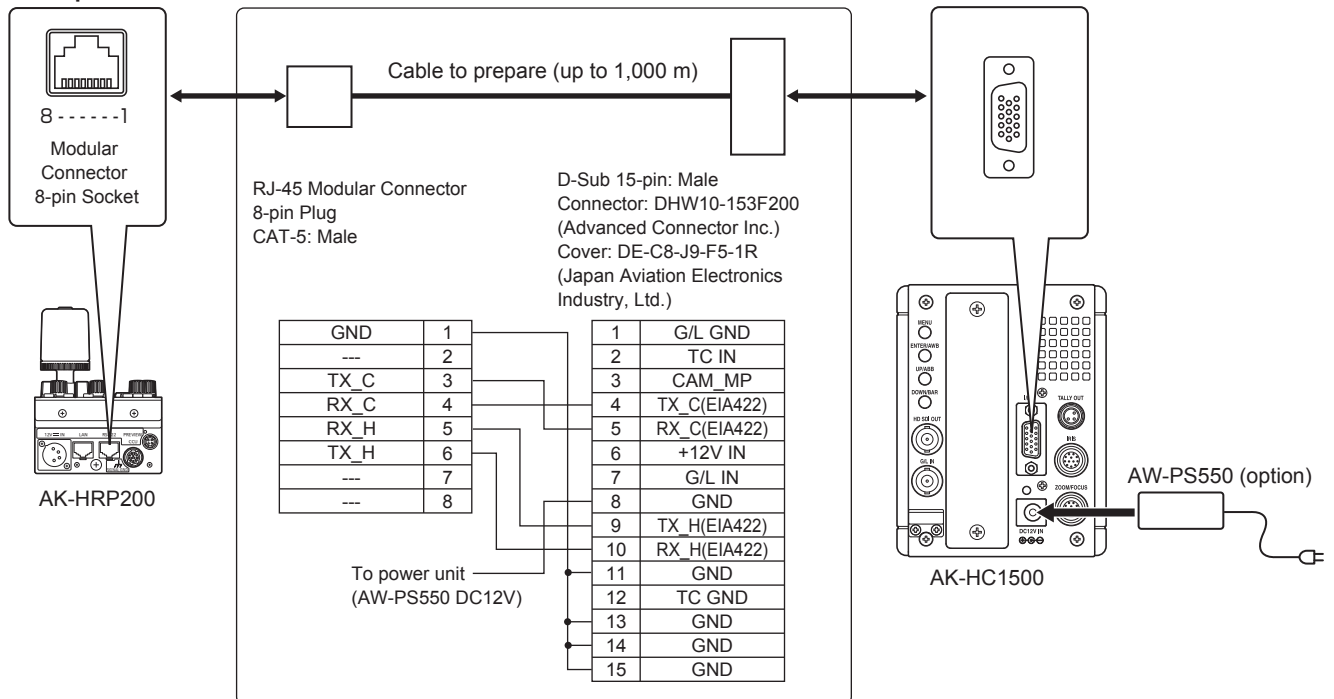 8 - - - - - - 1
Modular
Connector
8-pin Socket
AK-HRP200
12V IN
LAN
PREVIEW
CCU
Cable to prepare (up to 1,000 m)
RJ-45 Modular Connector
8-pin Plug
CAT-5: Male
D-Sub 15-pin: Male
Connector: DHW10-153F200
(Advanced Connector Inc.)
Cover: DE-C8-J9-F5-1R
(Japan Aviation Electronics
Industry, Ltd.)
GND 1
--- 2
TX_C 3
RX_C 4
RX_H 5
TX_H 6
--- 7
--- 8
1 G/L GND
2 TC IN
3 CAM_MP
4 TX_C(EIA422)
5 RX_C(EIA422)
6 +12V IN
7 G/L IN
8 GND
9 TX_H(EIA422)
10 RX_H(EIA422)
11 GND
12 TC GND
13 GND
14 GND
15 GND
To power unit
(AW-PS550 DC12V)
MENU
ENTER/AWB
UP/ABB
DOWN/BAR
HD SDI OUT
G/L IN
TALLY OUT
IRIS
ZOOM/FOCUS
DC12V IN
AK-HC1500
AW-PS550 (option)